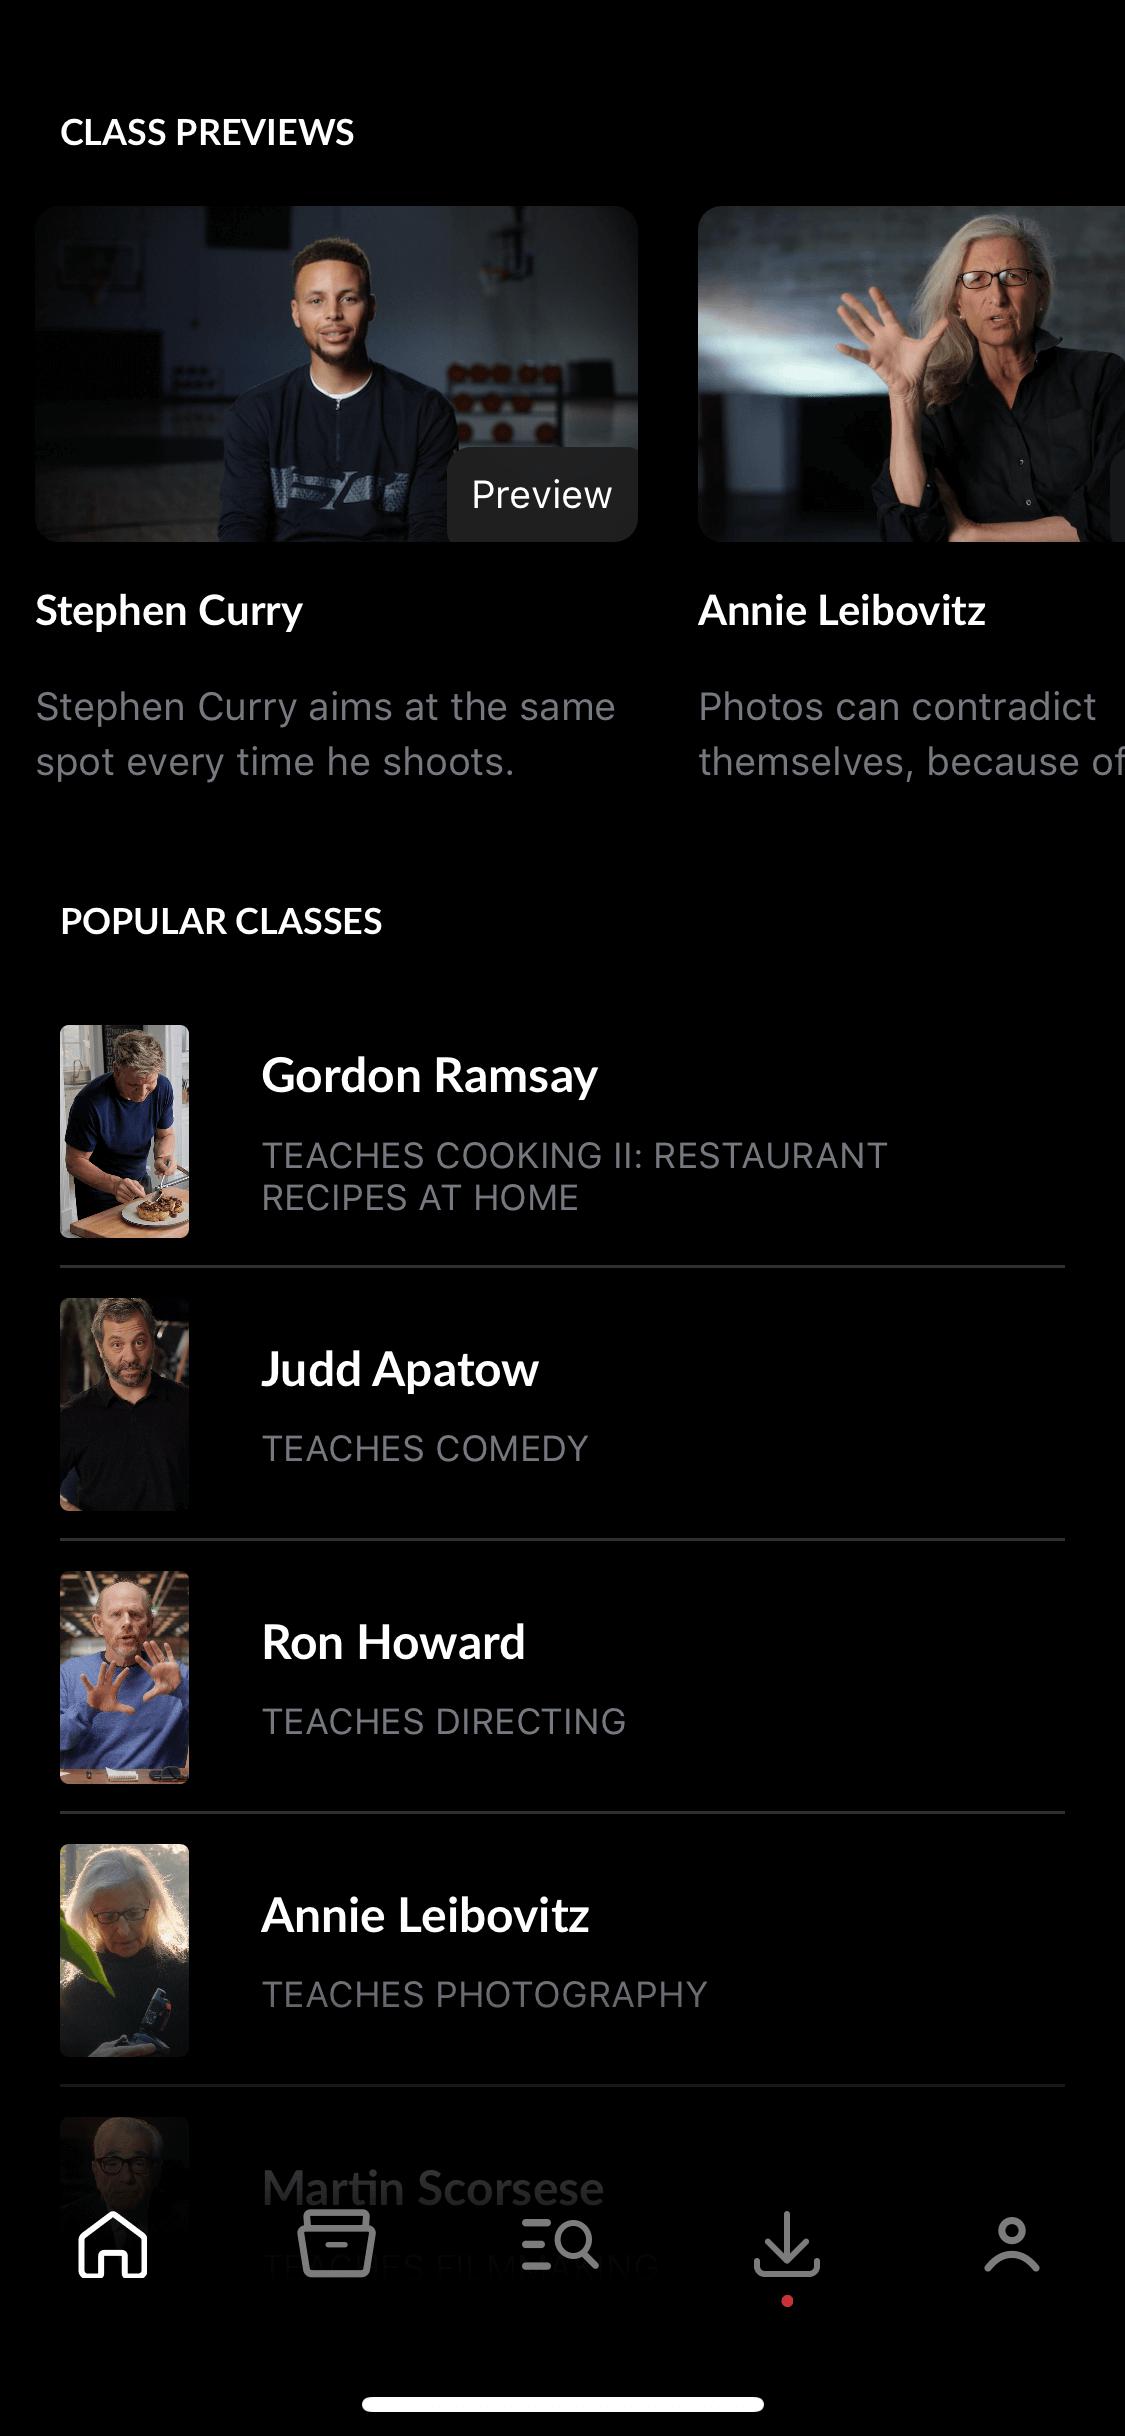 CLASS PREVIEWS
Preview
Stephen Curry
Stephen Curry aims at the same
spot every time he shoots.
Annie Leibovitz
Photos can contradict
themselves, because of
POPULAR CLASSES
Gordon Ramsay
TEACHES COOKING II: RESTAURANT
RECIPES AT HOME
Judd Apatow
TEACHES COMEDY
Ron Howard
TEACHES DIRECTING
Annie Leibovitz
TEACHES PHOTOGRAPHY
Martin Scorsese
TEACHES FILMMAKING